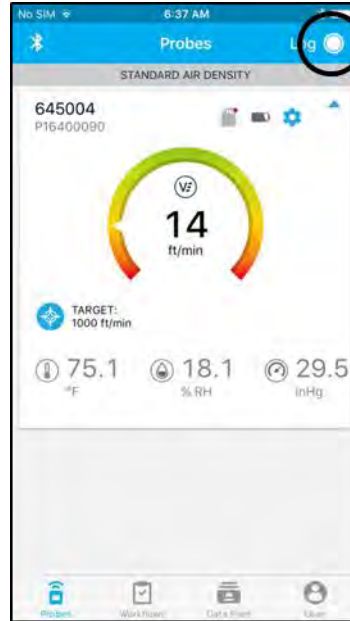 No SIM 6:37 AM
Probes Log
STANDARD AIR DENSITY
645004
P16400090
V
14
ft/min
TARGET:
1000 ft/min
75.1 18.1 29.5
°F % RH inHg
Probes Workflows Data Point User